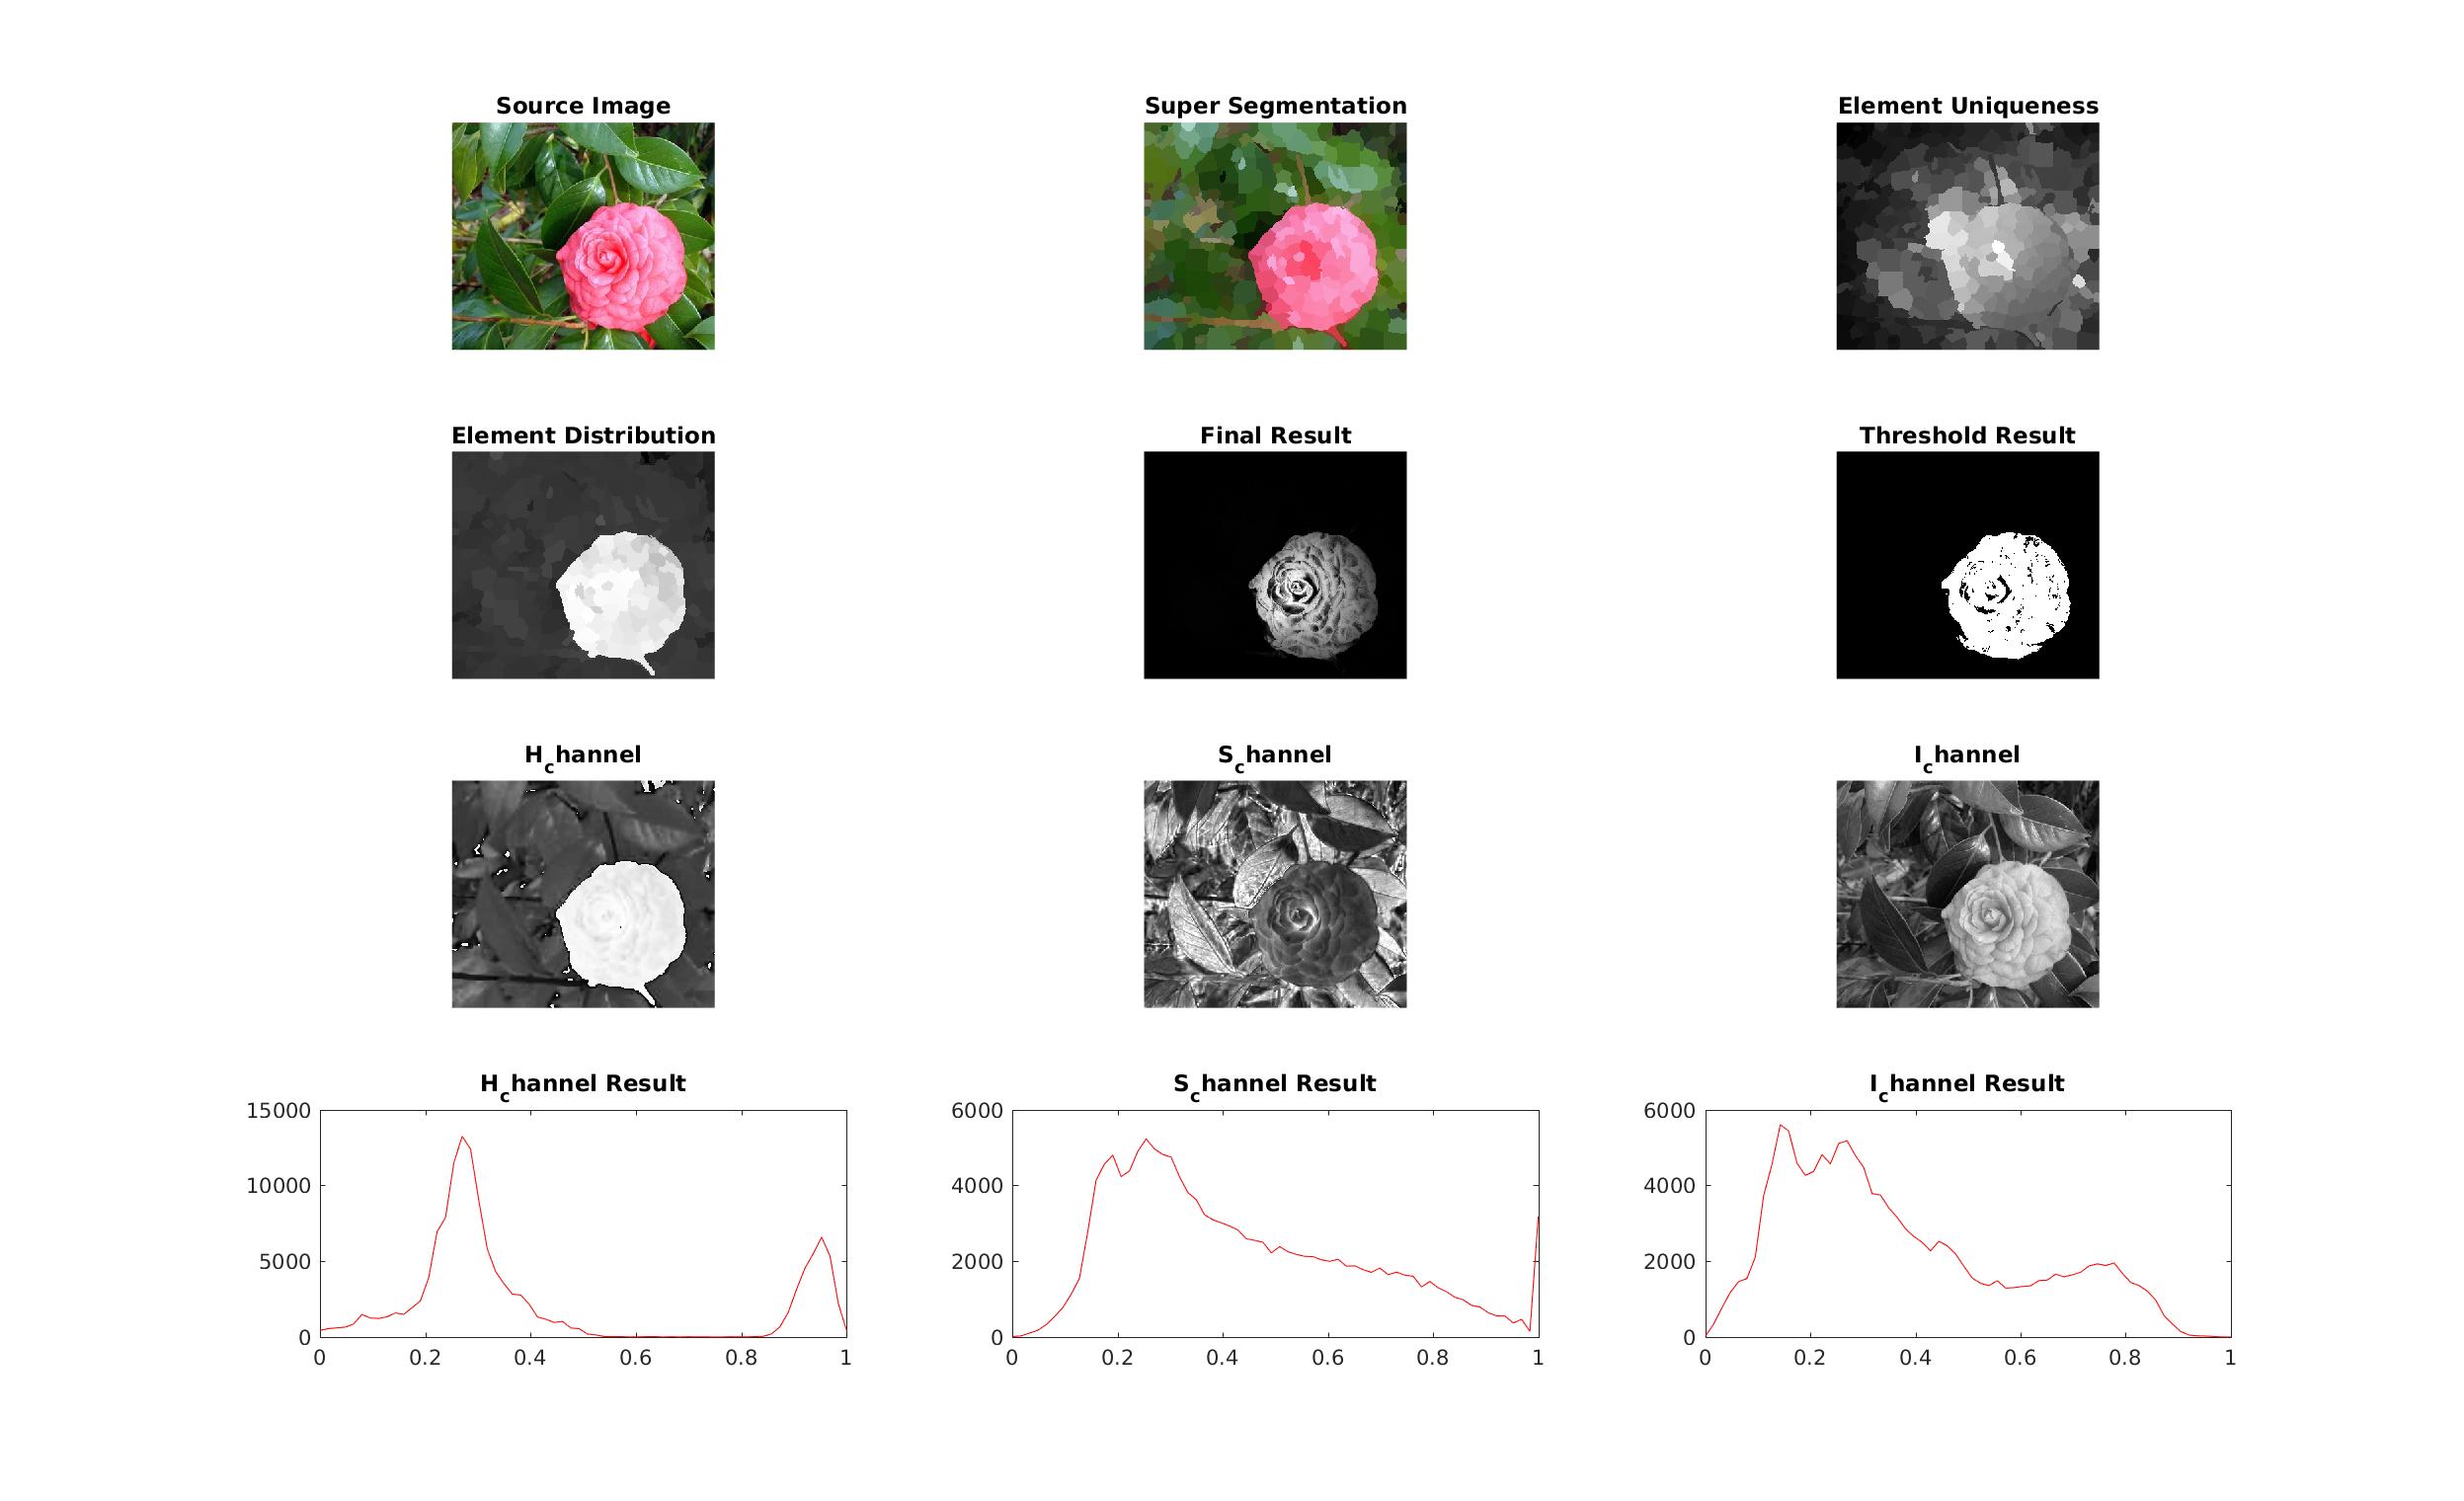 Source Image
Super Segmentation
Element Uniqueness
Element Distribution
Final Result
Threshold Result
H_channel
S_channel
I_channel
H_channel Result
S_channel Result
I_channel Result
15000
10000
5000
0
0 0.2 0.4 0.6 0.8 1
6000
4000
2000
0
0 0.2 0.4 0.6 0.8 1
6000
4000
2000
0
0 0.2 0.4 0.6 0.8 1